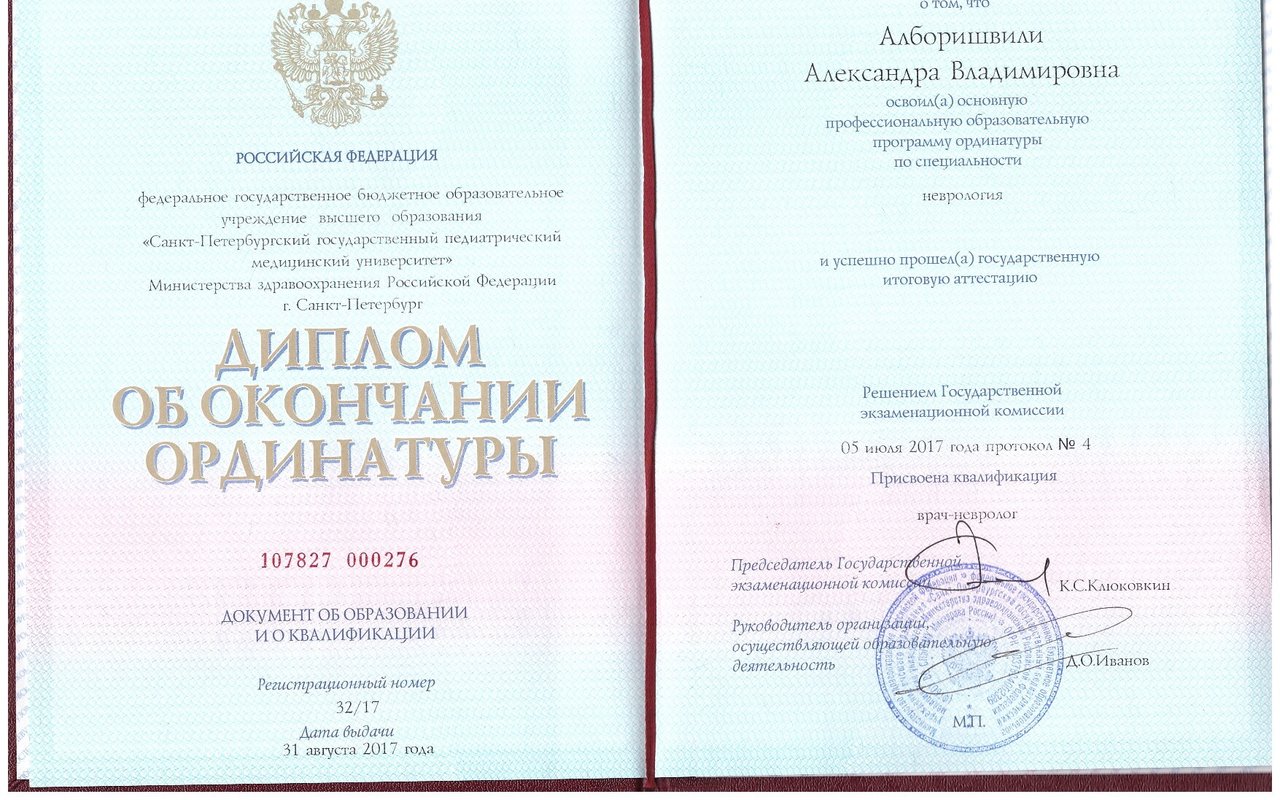 РОССИЙСКАЯ ФЕДЕРАЦИЯ
федеральное государственное бюджетное образовательное
учреждение высшего образования
«Санкт-Петербургский государственный педиатрический
медицинский университет»
Министерства здравоохранения Российской Федерации
г. Санкт-Петербург
ДИПЛОМ
ОБ ОКОНЧАНИИ
ОРДИНАТУРЫ
107827 000276
ДОКУМЕНТ ОБ ОБРАЗОВАНИИ
И О КВАЛИФИКАЦИИ
Регистрационный номер
32/17
Дата выдачи
31 августа 2017 года
о том, что
Алборишвили
Александра Владимировна
освоил(а) основную
профессиональную образовательную
программу ординатуры
по специальности
неврология
и успешно прошел(а) государственную
итоговую аттестацию
Решением Государственной
экзаменационной комиссии
05 июля 2017 года протокол № 4
Присвоена квалификация
врач-невролог
Председатель Государственной
экзаменационной комиссии
К.С.Клюковкин
Руководитель организации,
осуществляющей образовательную
деятельность
Д.О.Иванов
М.П.